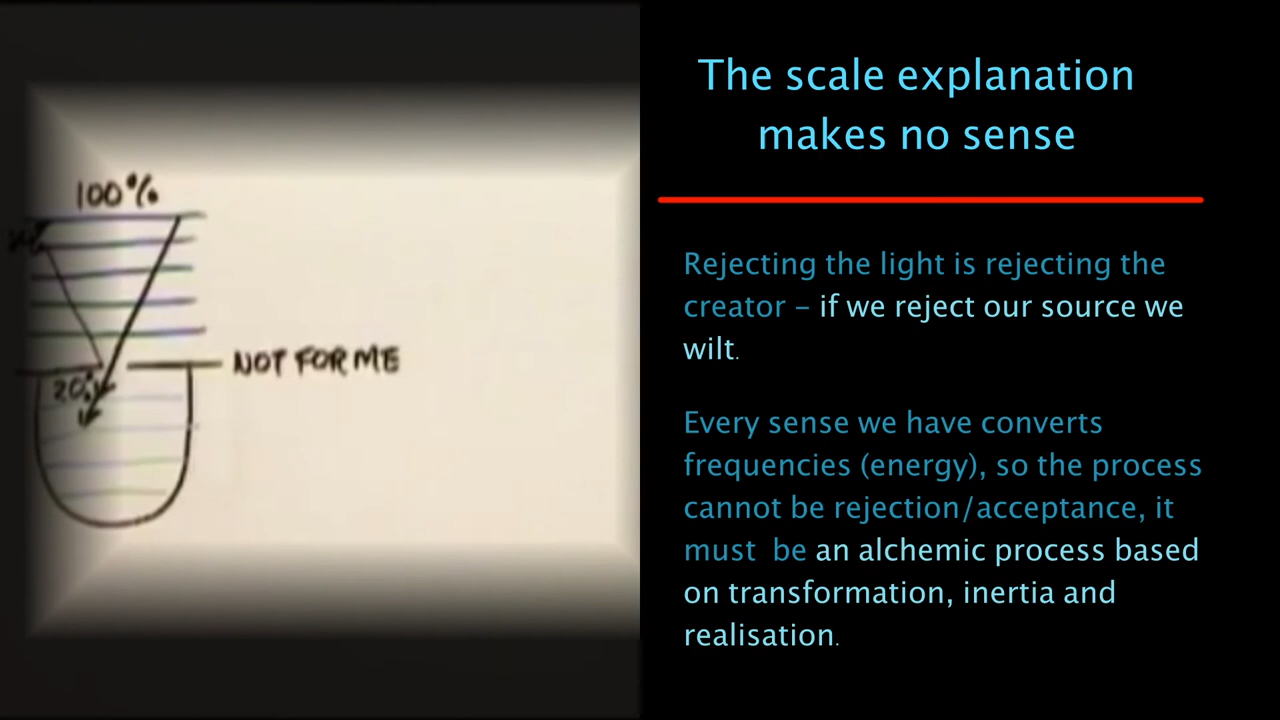 100%
20%
NOT FOR ME
The scale explanation
makes no sense
Rejecting the light is rejecting the
creator – if we reject our source we
wilt.
Every sense we have converts
frequencies (energy), so the process
cannot be rejection/acceptance, it
must  be an alchemic process based
on transformation, inertia and
realisation.